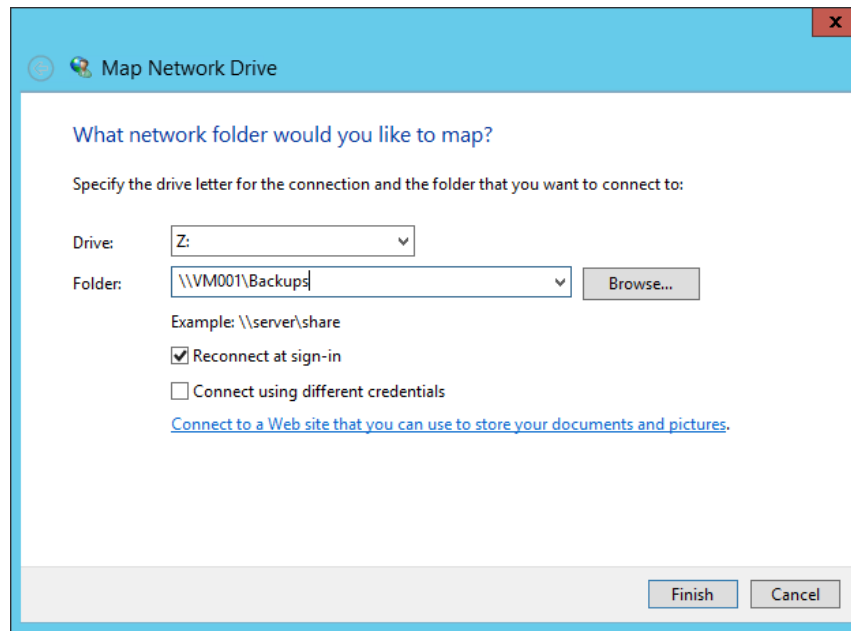 x
Map Network Drive
What network folder would you like to map?
Specify the drive letter for the connection and the folder that you want to connect to:
Drive: Z:
Folder: \\VM001\Backups Browse...
Example: \\server\share
Reconnect at sign-in
Connect using different credentials
Connect to a Web site that you can use to store your documents and pictures.
Finish Cancel